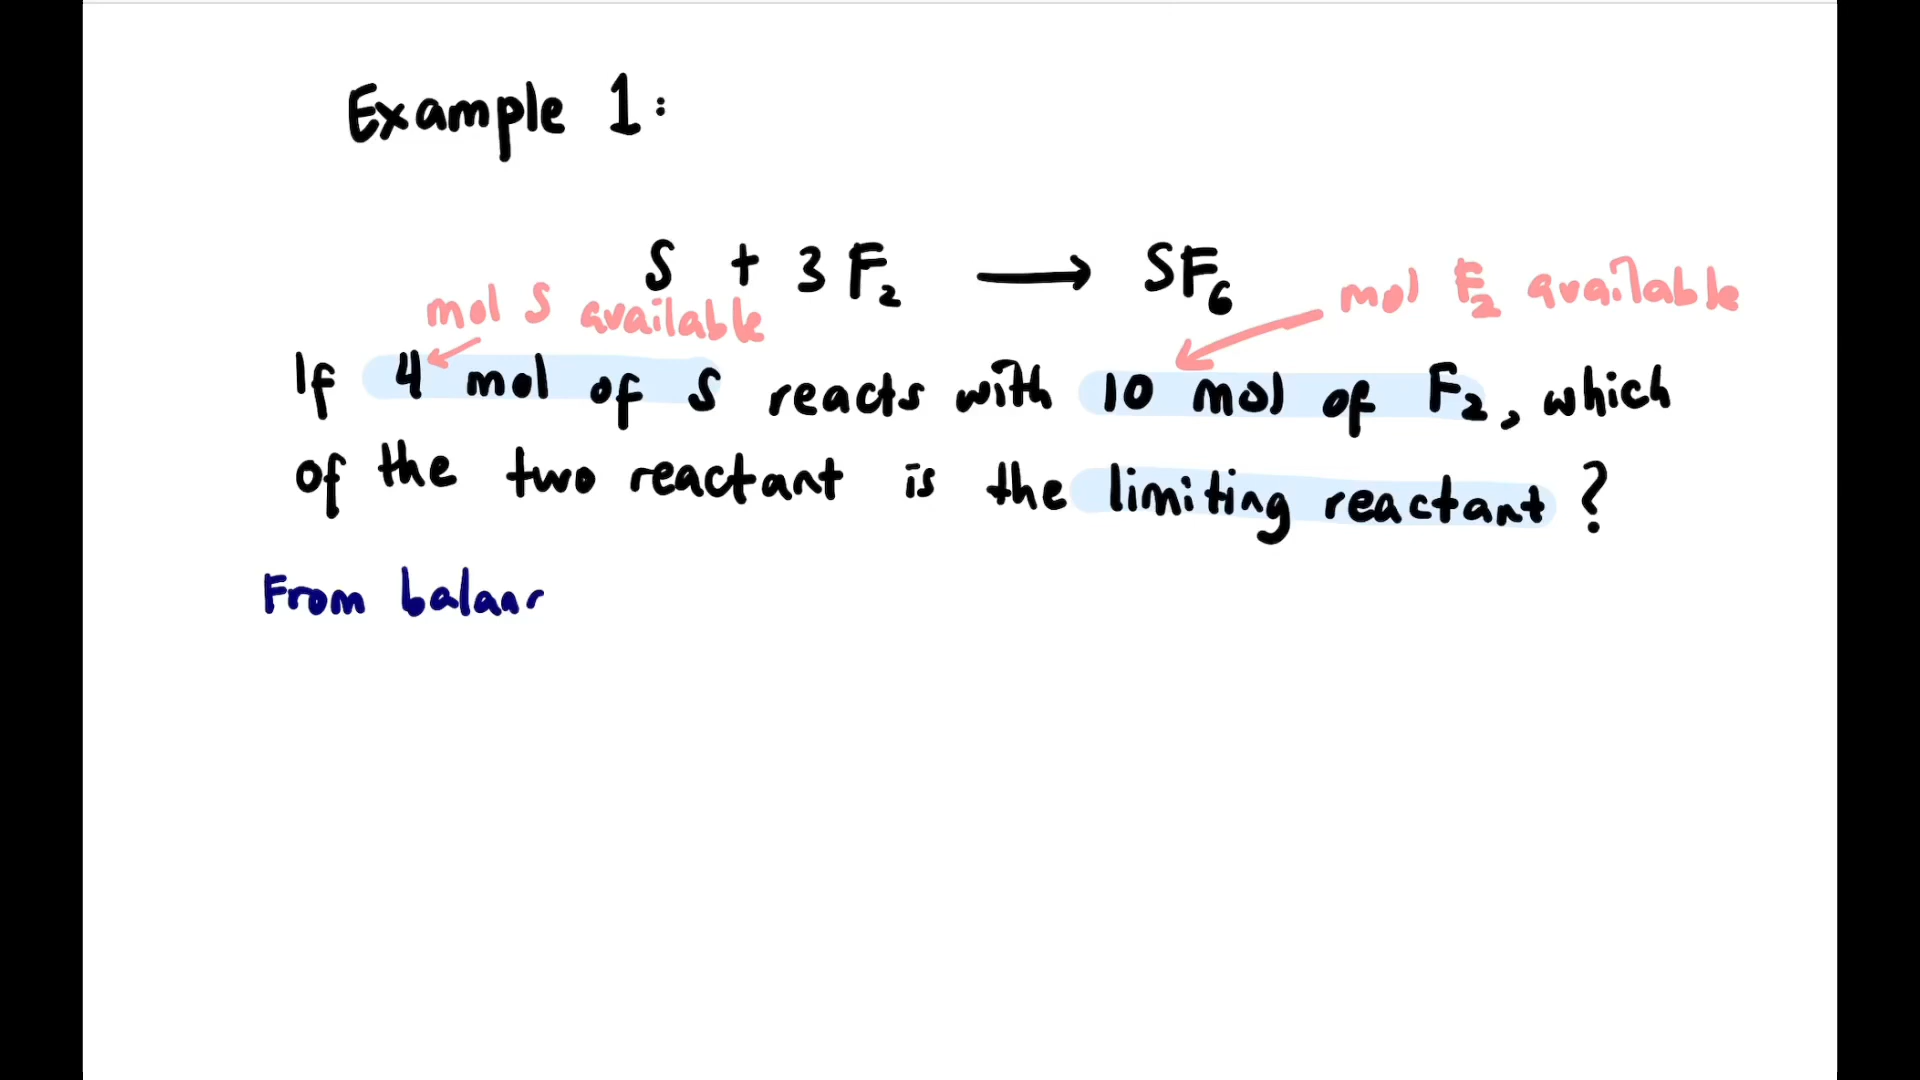 Example 1:
S + 3 F₂ → SF₆
mol S available
mol F₂ available
If 4 mol of S reacts with 10 mol of F₂, which
of the two reactant is the limiting reactant ?
From balanr